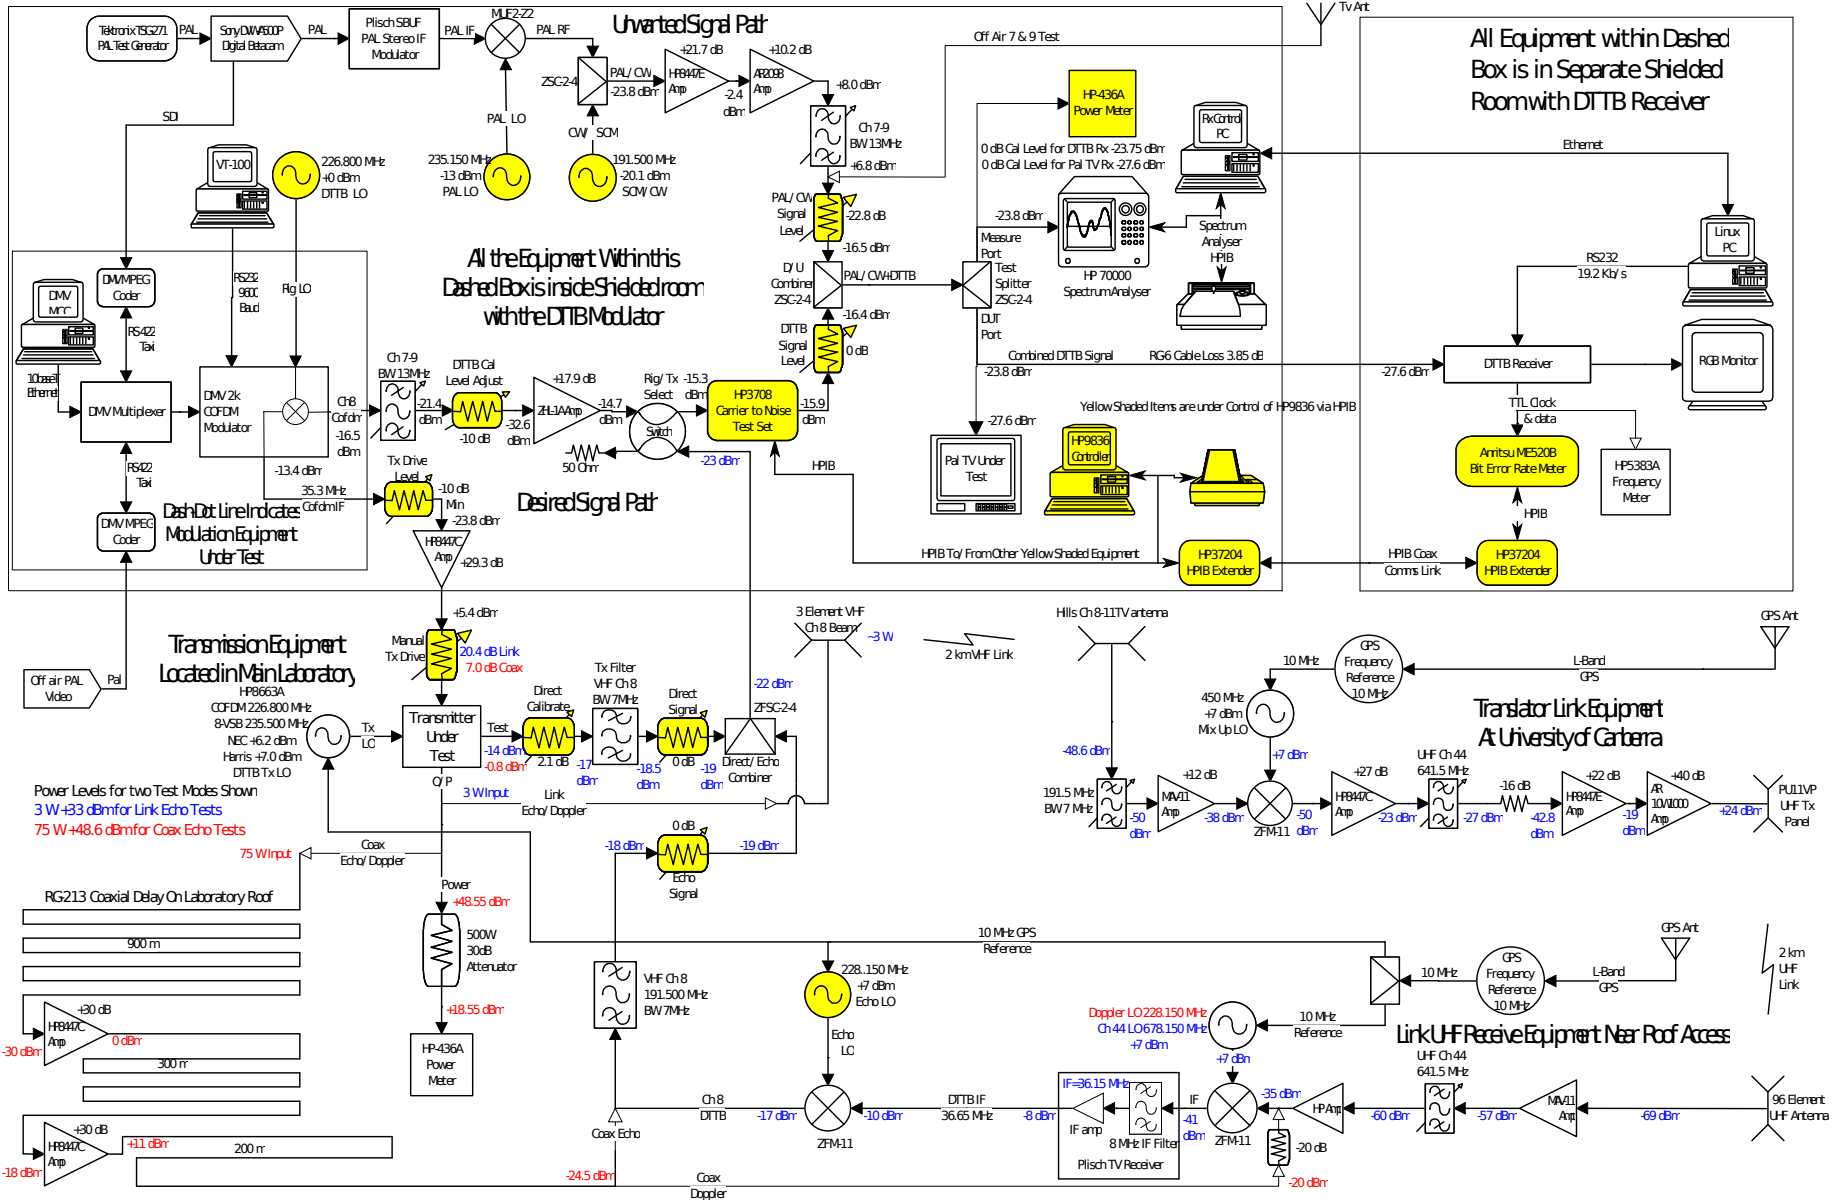 Tektronix TSG271
PAL Test Generator
PAL
Sony DVW-A500P
Digital Betacam
PAL
Plisch SBUF
PAL Stereo IF
Modulator
PAL IF
MUF2-Z2
PAL RF
Unwanted Signal Path
ZSC-2-4
PAL/CW
-23.8 dBm
+21.7 dB
HP8447E
Amp
-2.4
dBm
+10.2 dB
AR2098
Amp
+8.0 dBm
Ch 7-9
BW 13MHz
+6.8 dBm
Off Air 7 & 9 Test
Tv Ant
All Equipment within Dashed
Box is in Separate Shielded
Room with DTTB Receiver
SDI
VT-100
226.800 MHz
+0 dBm
DTTB LO
PAL LO
235.150 MHz
-13 dBm
PAL LO
CW/ SCM
191.500 MHz
-20.1 dBm
SCM/CW
HP-436A
Power Meter
0 dB Cal Level for DTTB Rx -23.75 dBm
0 dB Cal Level for Pal TV Rx -27.6 dBm
Rx Control
PC
Ethernet
PAL/CW
Signal
Level
-22.8 dB
-16.5 dBm
-23.8 dBm
Measure
Port
HP 70000
Spectrum Analyser
Spectrum
Analyser
HPIB
Linux
PC
RS232
19.2 Kb/s
DMV MPEG
Coder
DMV
MCC
RS422
Taxi
RS232
9600
Baud
Rig LO
All the Equipment Within this
Dashed Box is inside Shielded room
with the DTTB Modulator
D/U
Combiner
ZSC-2-4
PAL/CW+DTTB
Test
Splitter
ZSC-2-4
DUT
Port
-16.4 dBm
DTTB
Signal
Level
0 dB
10baseT
Ethernet
DMV Multiplexer
DMV 2k
COFDM
Modulator
Ch8
Cofdm
-16.5
dBm
Ch 7-9
BW 13MHz
-21.4
dBm
DTTB Cal
Level Adjust
-10 dB
-32.6
dBm
+17.9 dB
ZHL-1A Amp
-14.7
dBm
Rig/ Tx
Select
Switch
50 Ohm
-15.3
dBm
HP3708
Carrier to Noise
Test Set
-15.9
dBm
-23 dBm
Combined DTTB Signal
RG6 Cable Loss 3.85 dB
-23.8 dBm
-27.6 dBm
DTTB Receiver
RGB Monitor
Yellow Shaded Items are under Control of HP9836 via HPIB
-27.6 dBm
Pal TV Under
Test
HP9836
Controller
TTL Clock
& data
Anritsu ME520B
Bit Error Rate Meter
HP5383A
Frequency
Meter
HPIB
HPIB
RS422
Taxi
DMV MPEG
Coder
-13.4 dBm
35.3 MHz
Cofdm IF
Tx Drive
Level
-10 dB
Min
-23.8 dBm
HP8447C
Amp
+29.3 dB
Dash-Dot Line Indicates
Modulation Equipment
Under Test
Desired Signal Path
HPIB To/ From Other Yellow Shaded Equipment
HP37204
HPIB Extender
HPIB Coax
Comms Link
HP37204
HPIB Extender
Transmission Equipment
Located in Main Laboratory
Off air PAL
Video
Pal
+5.4 dBm
Manual
Tx Drive
20.4 dB Link
7.0 dB Coax
3 Element VHF
Ch 8 Beam
~3 W
2 km VHF Link
Hills Ch 8-11 TV antenna
GPS Ant
GPS
Frequency
Reference
10 MHz
10 MHz
L-Band
GPS
HP8663A
COFDM 226.800 MHz
8-VSB 235.500 MHz
NEC +6.2 dBm
Harris +7.0 dBm
DTTB Tx LO
Tx
LO
Transmitter
Under
Test
O/P
Test
-14 dBm
-0.8 dBm
Direct
Calibrate
2.1 dB
-17
dBm
Tx Filter
VHF Ch 8
BW 7MHz
-18.5
dBm
Direct
Signal
0 dB
-19
dBm
-22 dBm
ZFSC-2-4
Direct/ Echo
Combiner
450 MHz
+7 dBm
Mix Up LO
+7 dBm
Translator Link Equipment
At University of Canberra
-48.6 dBm
191.5 MHz
BW 7 MHz
-50
dBm
+12 dB
MAV-11
Amp
-38 dBm
ZFM-11
-50
dBm
+27 dB
HP8447C
Amp
-23 dBm
UHF Ch 44
641.5 MHz
-27 dBm
-16 dB
-42.8
dBm
+22 dB
HP8447E
Amp
-19
dBm
+40 dB
AR
10W1000
Amp
+24 dBm
PU11VP
UHF Tx
Panel
Power Levels for two Test Modes Shown
3 W +33 dBm for Link Echo Tests
75 W +48.6 dBm for Coax Echo Tests
3 W Input
Link
Echo/Doppler
75 W Input
Coax
Echo/ Doppler
-18 dBm
0 dB
Echo
Signal
-19 dBm
RG-213 Coaxial Delay On Laboratory Roof
900 m
Power
+48.55 dBm
500W
30dB
Attenuator
+18.55 dBm
HP-436A
Power
Meter
10 MHz GPS
Reference
VHF Ch 8
191.500 MHz
BW 7MHz
228..150 MHz
+7 dBm
Echo LO
Echo
LO
10 MHz
GPS
Frequency
Reference
10 MHz
L-Band
GPS
GPS Ant
2 km
UHF
Link
Doppler LO 228.150 MHz
Ch 44 LO 678.150 MHz
+7 dBm
10 MHz
Reference
+7 dBm
Link UHF Receive Equipment Near Roof Access
+30 dB
HP8447C
Amp
-30 dBm
0 dBm
300 m
+30 dB
HP8447C
Amp
-18 dBm
+11 dBm
200 m
Ch 8
DTTB
Coax Echo
-24.5 dBm
-17 dBm
ZFM-11
-10 dBm
DTTB IF
36.65 MHz
-8 dBm
IF=36.15 MHz
IF amp
8 MHz IF Filter
Plisch TV Receiver
IF
-41
dBm
ZFM-11
-35 dBm
HP Amp
-60 dBm
UHF Ch 44
641.5 MHz
-57 dBm
MAV-11
Amp
-69 dBm
96 Element
UHF Antenna
-20 dB
-20 dBm
Coax
Doppler